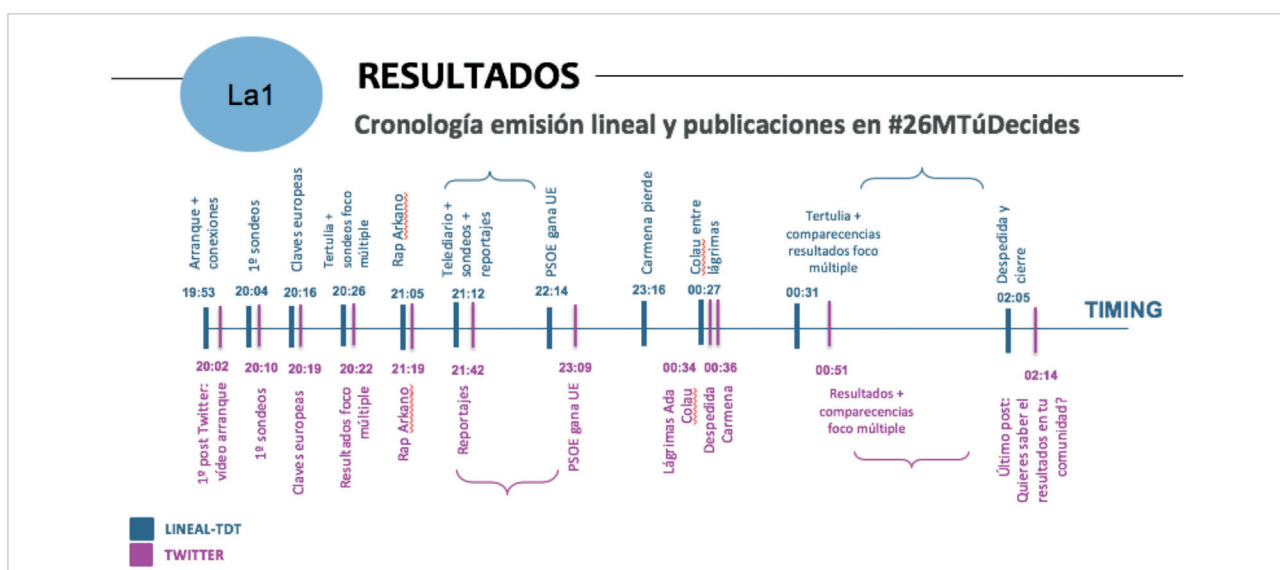 La1
RESULTADOS
Cronología emisión lineal y publicaciones en #26MTúDecides
Arranque +
conexiones
1º sondeos
Claves europeas
Tertulia +
sondeos foco
múltiple
Rap Arkano
Telediario +
sondeos +
reportajes
PSOE gana UE
Carmena pierde
Colau entre
lágrimas
Tertulia +
comparecencias
resultados foco
múltiple
Despedida y
cierre
19:53
20:04
20:16
20:26
21:05
21:12
22:14
23:16
00:27
00:31
02:05
TIMING
20:02
20:10
20:19
20:22
21:19
21:42
23:09
00:34
00:36
00:51
02:14
1º post Twitter:
vídeo arranque
1º sondeos
Claves europeas
Resultados foco
múltiple
Rap Arkano
Reportajes
PSOE gana UE
Lágrimas Ada
Colau
Despedida
Carmena
Resultados +
comparecencias
foco múltiple
Último post:
Quieres saber el
resultados en tu
comunidad?
LINEAL-TDT
TWITTER